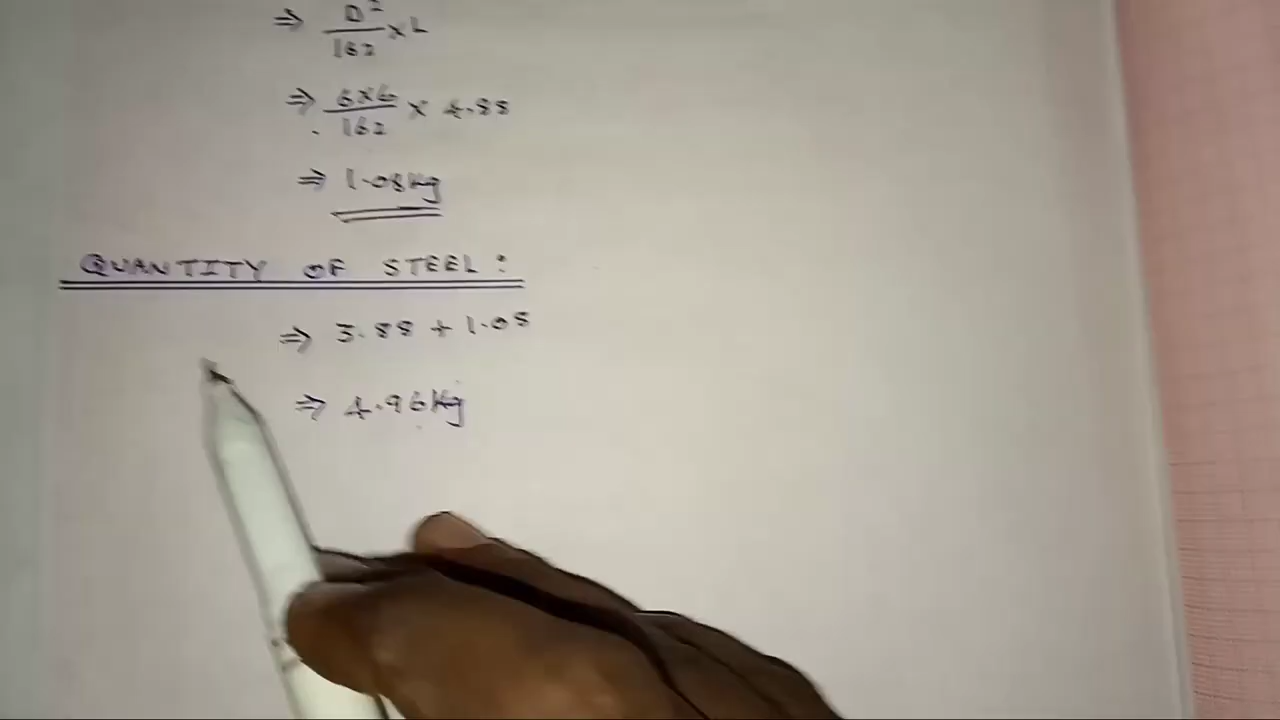 ⇒ D²/162 × L
⇒ 6×6/162 × 4.88
⇒ 1.08Kg
QUANTITY OF STEEL:
⇒ 3.88 + 1.08
⇒ 4.96Kg